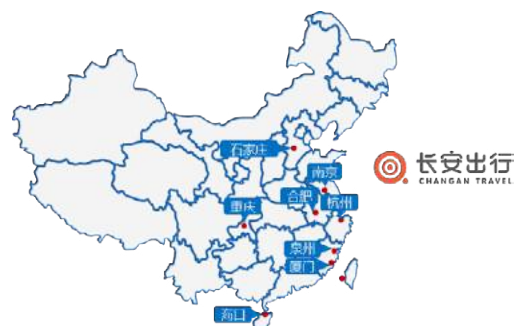 石家庄
长安出行
CHANGAN TRAVEL
南京
合肥
杭州
重庆
泉州
厦门
海口